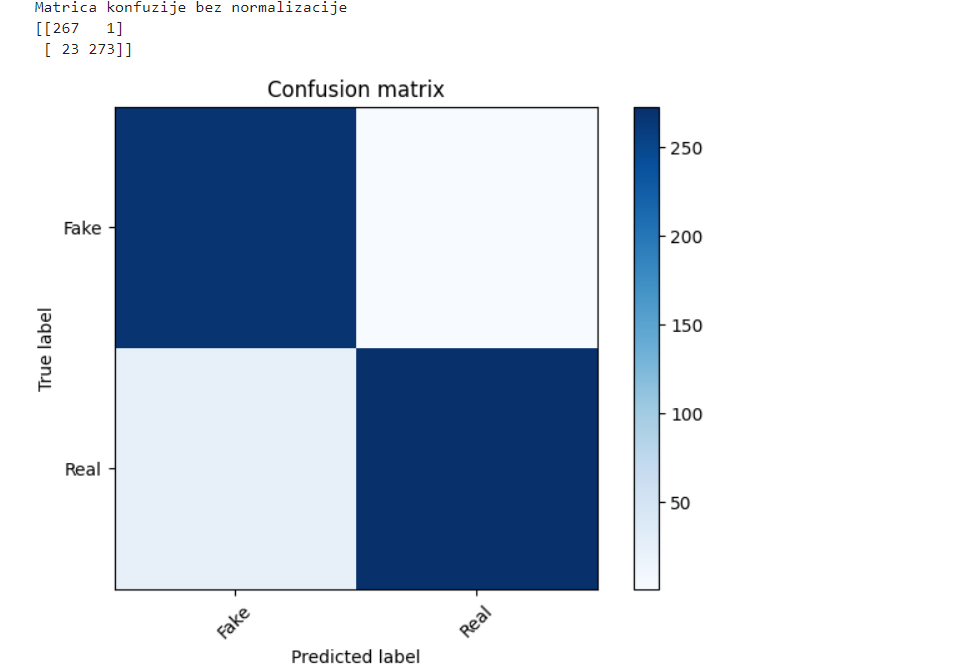 Matrica konfuzije bez normalizacije
[[267   1]
 [ 23 273]]
Confusion matrix
True label
Fake
Real
Fake
Real
Predicted label
250
200
150
100
50